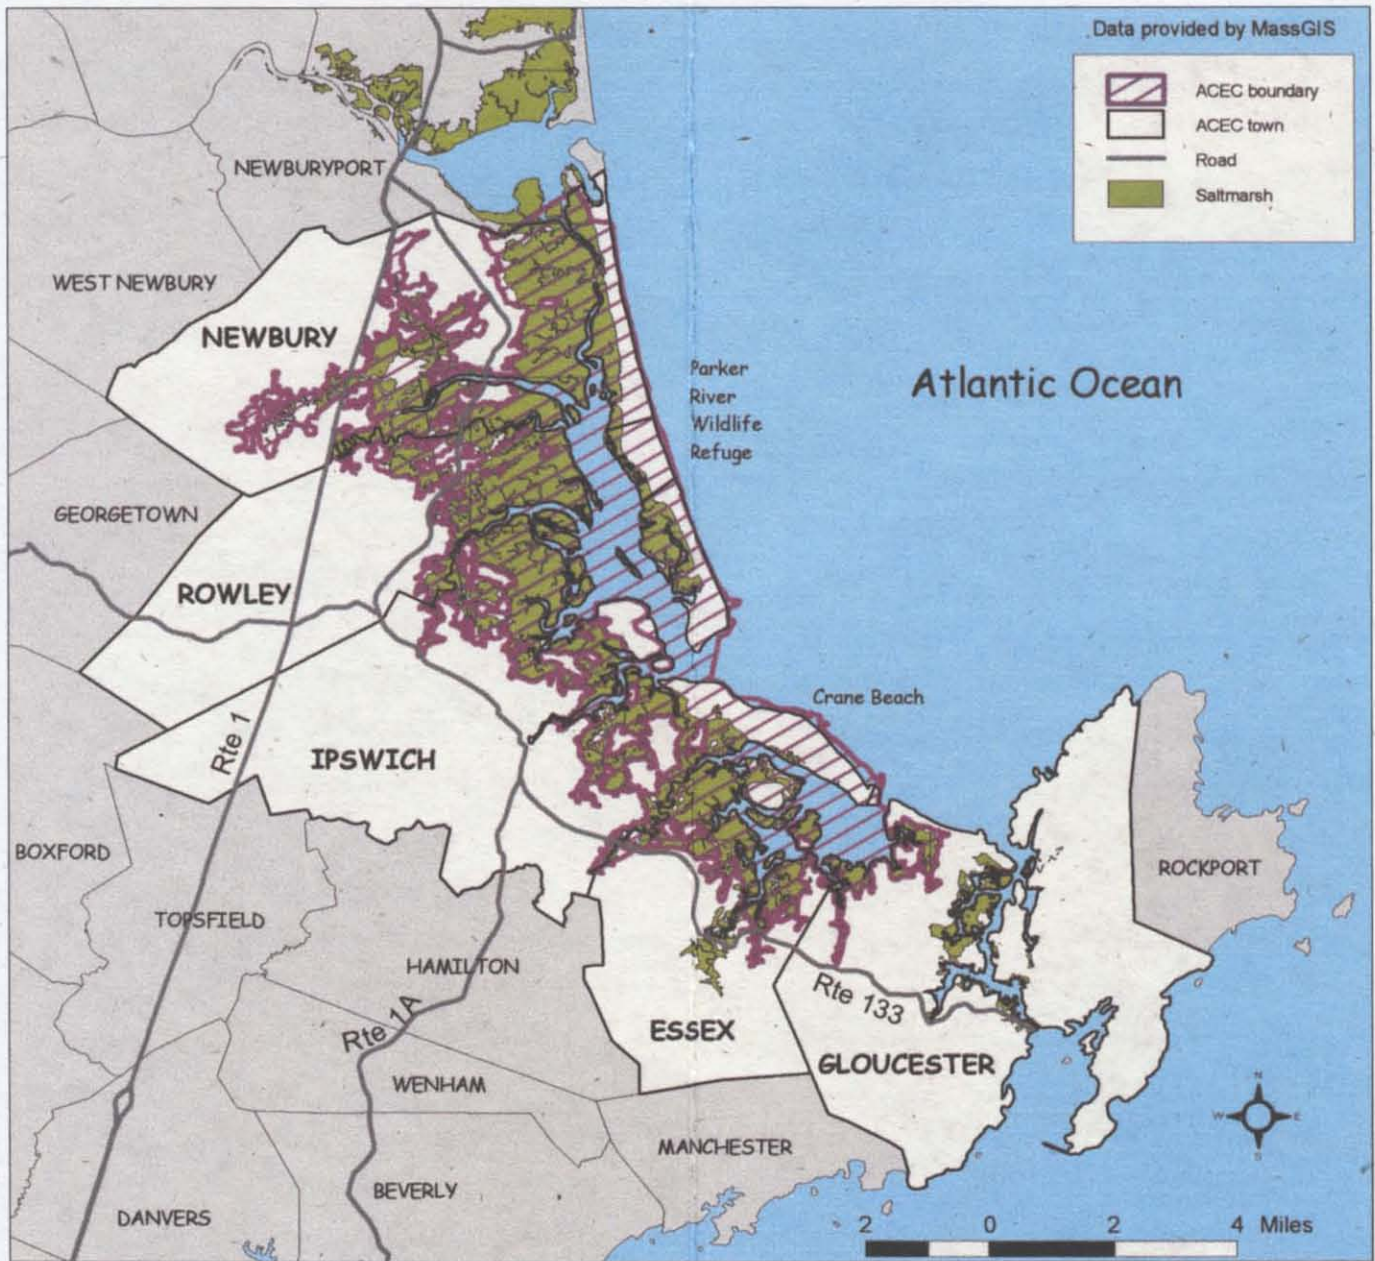 Data provided by MassGIS
ACEC boundary
ACEC town
Road
Saltmarsh
NEWBURYPORT
WEST NEWBURY
NEWBURY
Parker
River
Wildlife
Refuge
Atlantic Ocean
GEORGETOWN
ROWLEY
Crane Beach
Rte 1
IPSWICH
BOXFORD
ROCKPORT
TOPSFIELD
HAMILTON
Rte 1A
Rte 133
ESSEX
GLOUCESTER
WENHAM
N
W
E
S
MANCHESTER
BEVERLY
DANVERS
2 0 2 4 Miles